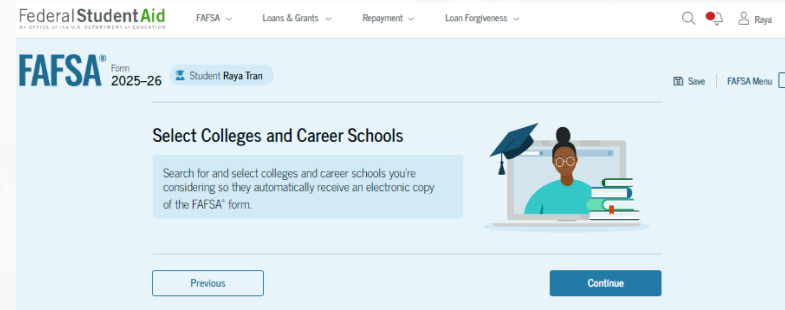 Federal Student Aid
An OFFICE of the U.S. DEPARTMENT of EDUCATION
FAFSA Loans & Grants Repayment Loan Forgiveness Raya
FAFSA® Form 2025–26 Student Raya Tran
Save FAFSA Menu
Select Colleges and Career Schools
Search for and select colleges and career schools you're
considering so they automatically receive an electronic copy
of the FAFSA® form.
Previous Continue